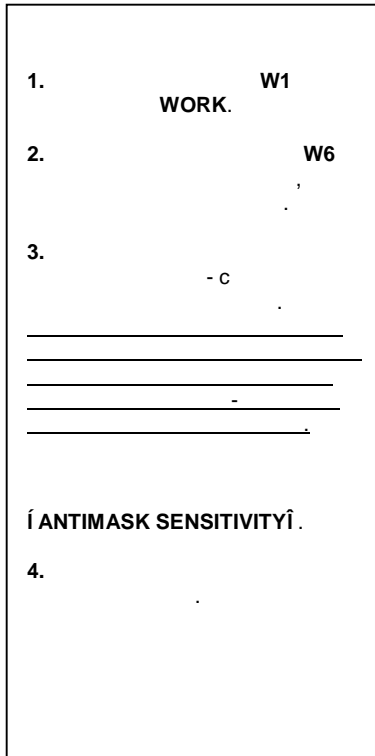 1. W1
WORK.
2. W6
,
.
3.
- c
.
-
.
Í ANTIMASK SENSITIVITYÎ .
4.
.